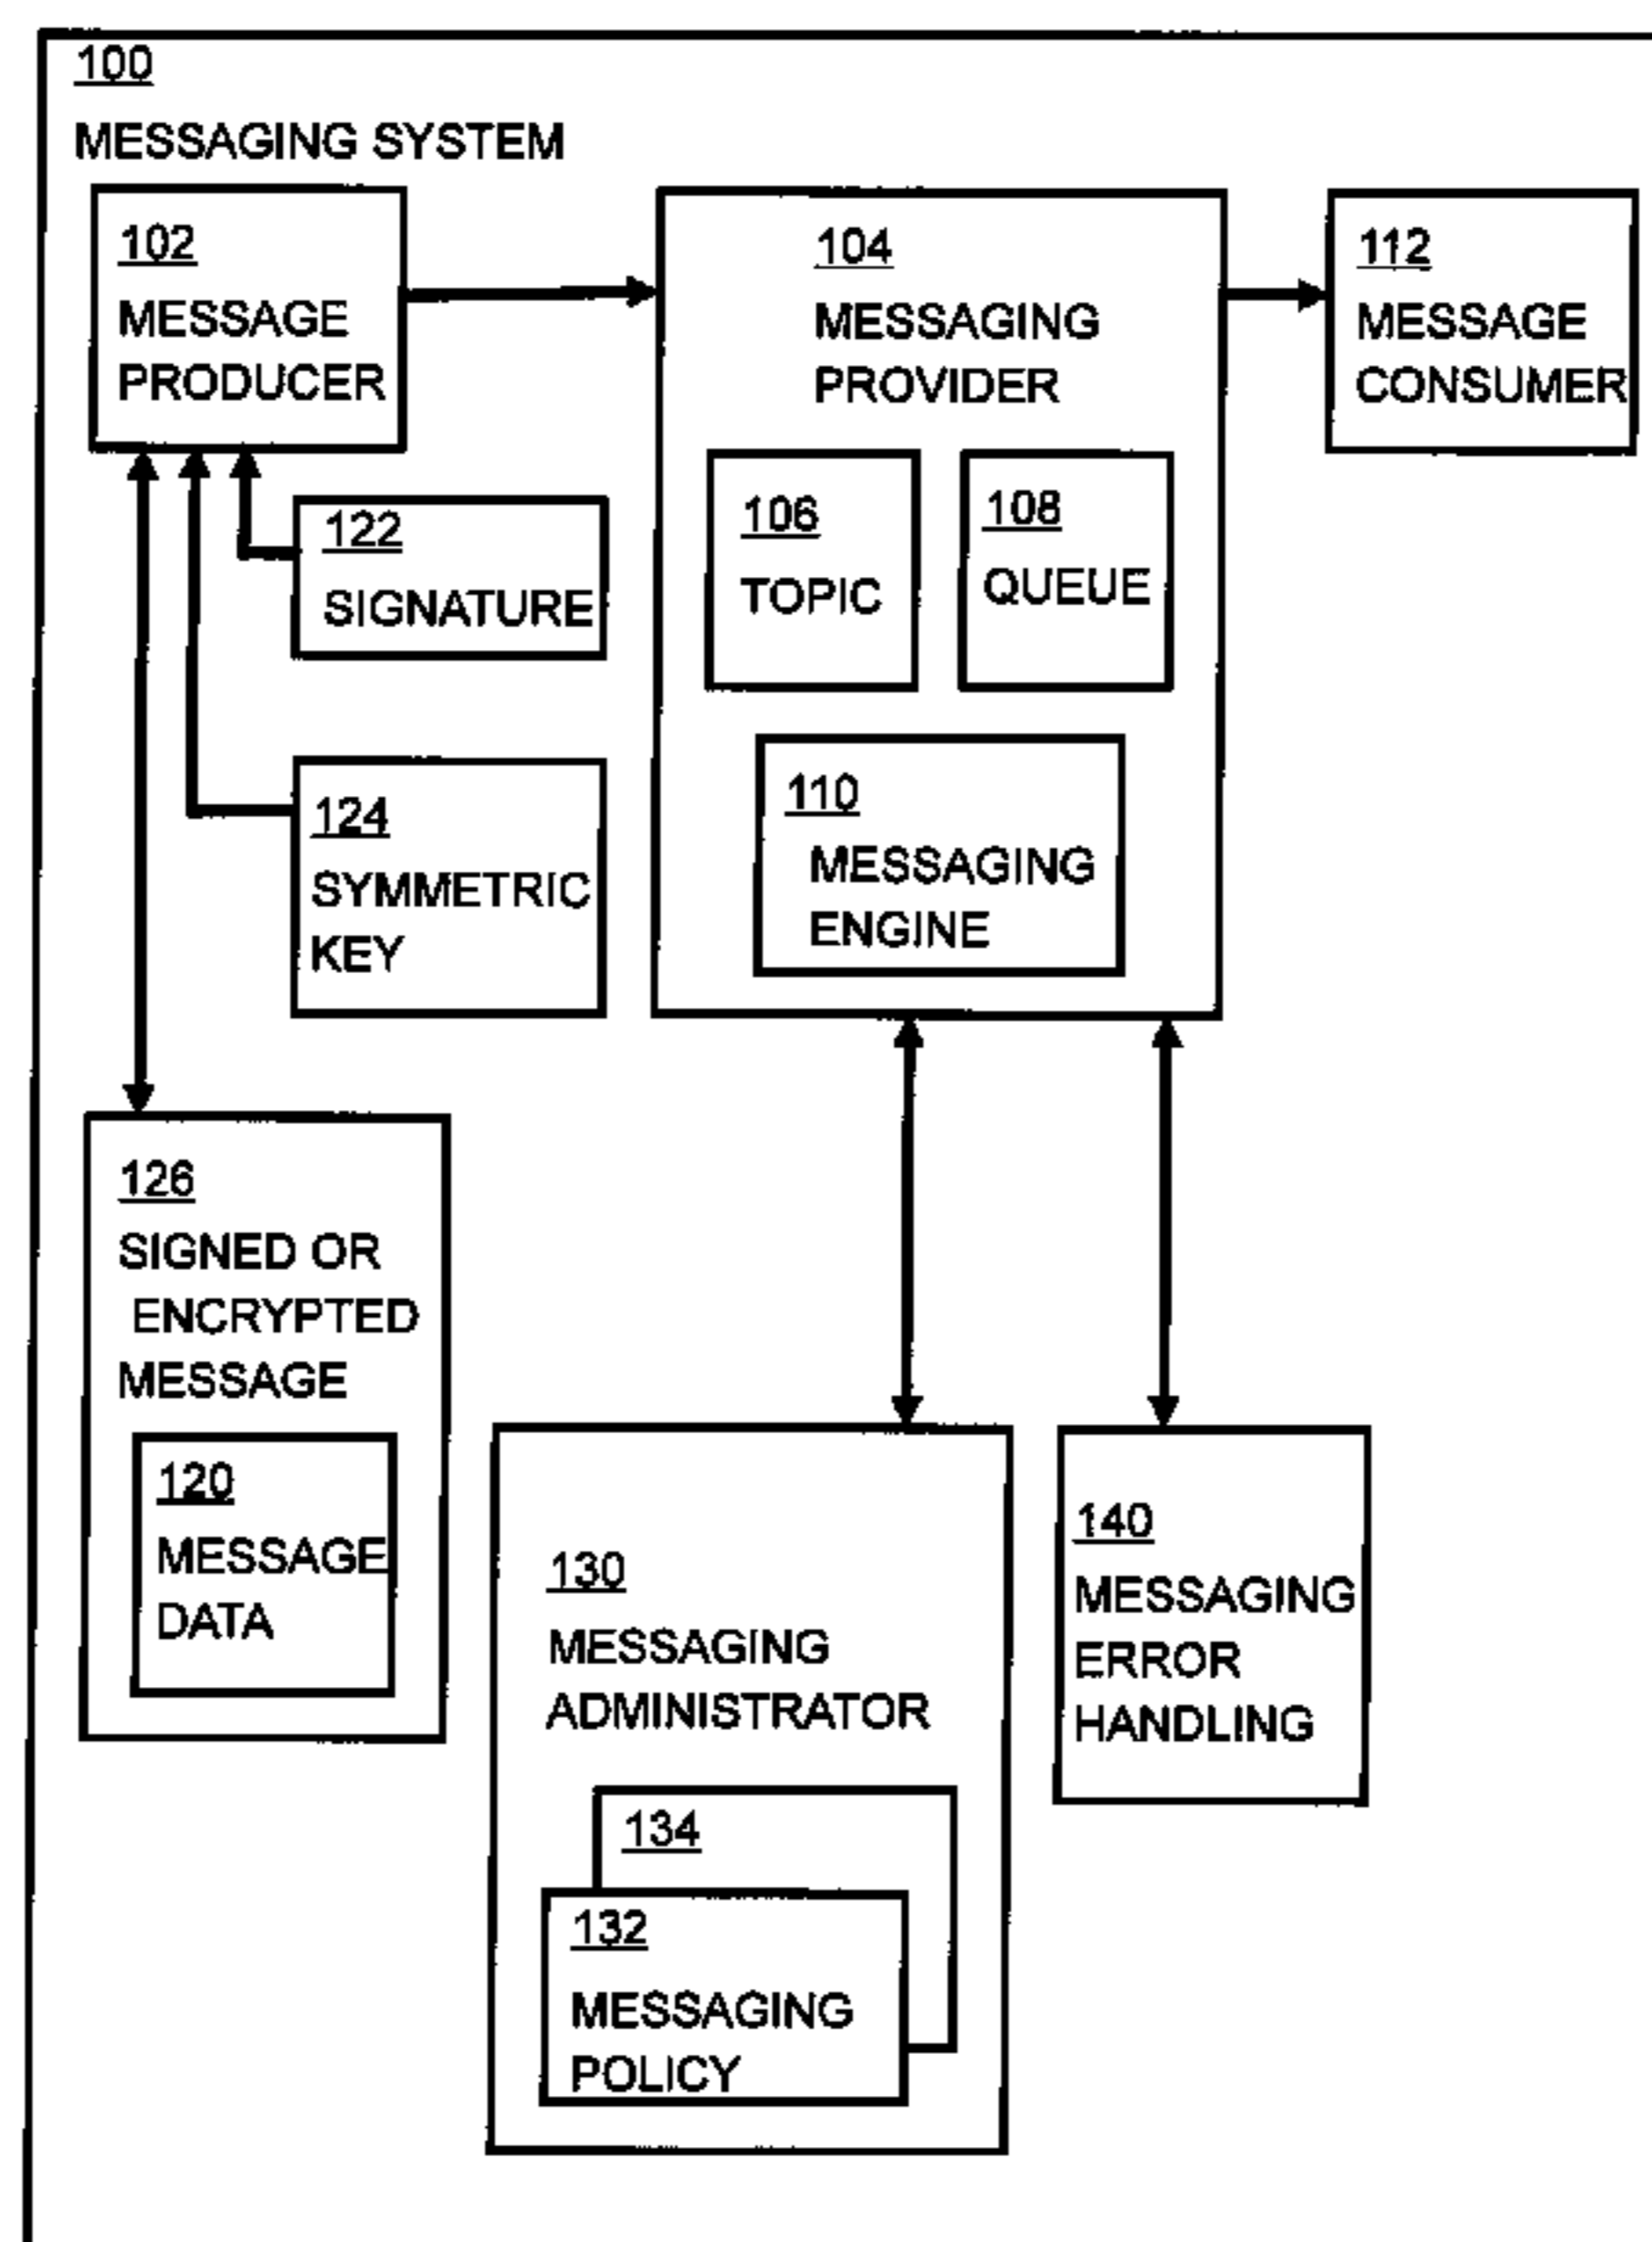 100
MESSAGING SYSTEM
102
MESSAGE
PRODUCER
104
MESSAGING
PROVIDER
112
MESSAGE
CONSUMER
106
TOPIC
108
QUEUE
122
SIGNATURE
110
MESSAGING
ENGINE
124
SYMMETRIC
KEY
126
SIGNED OR
ENCRYPTED
MESSAGE
120
MESSAGE
DATA
130
MESSAGING
ADMINISTRATOR
134
132
MESSAGING
POLICY
140
MESSAGING
ERROR
HANDLING